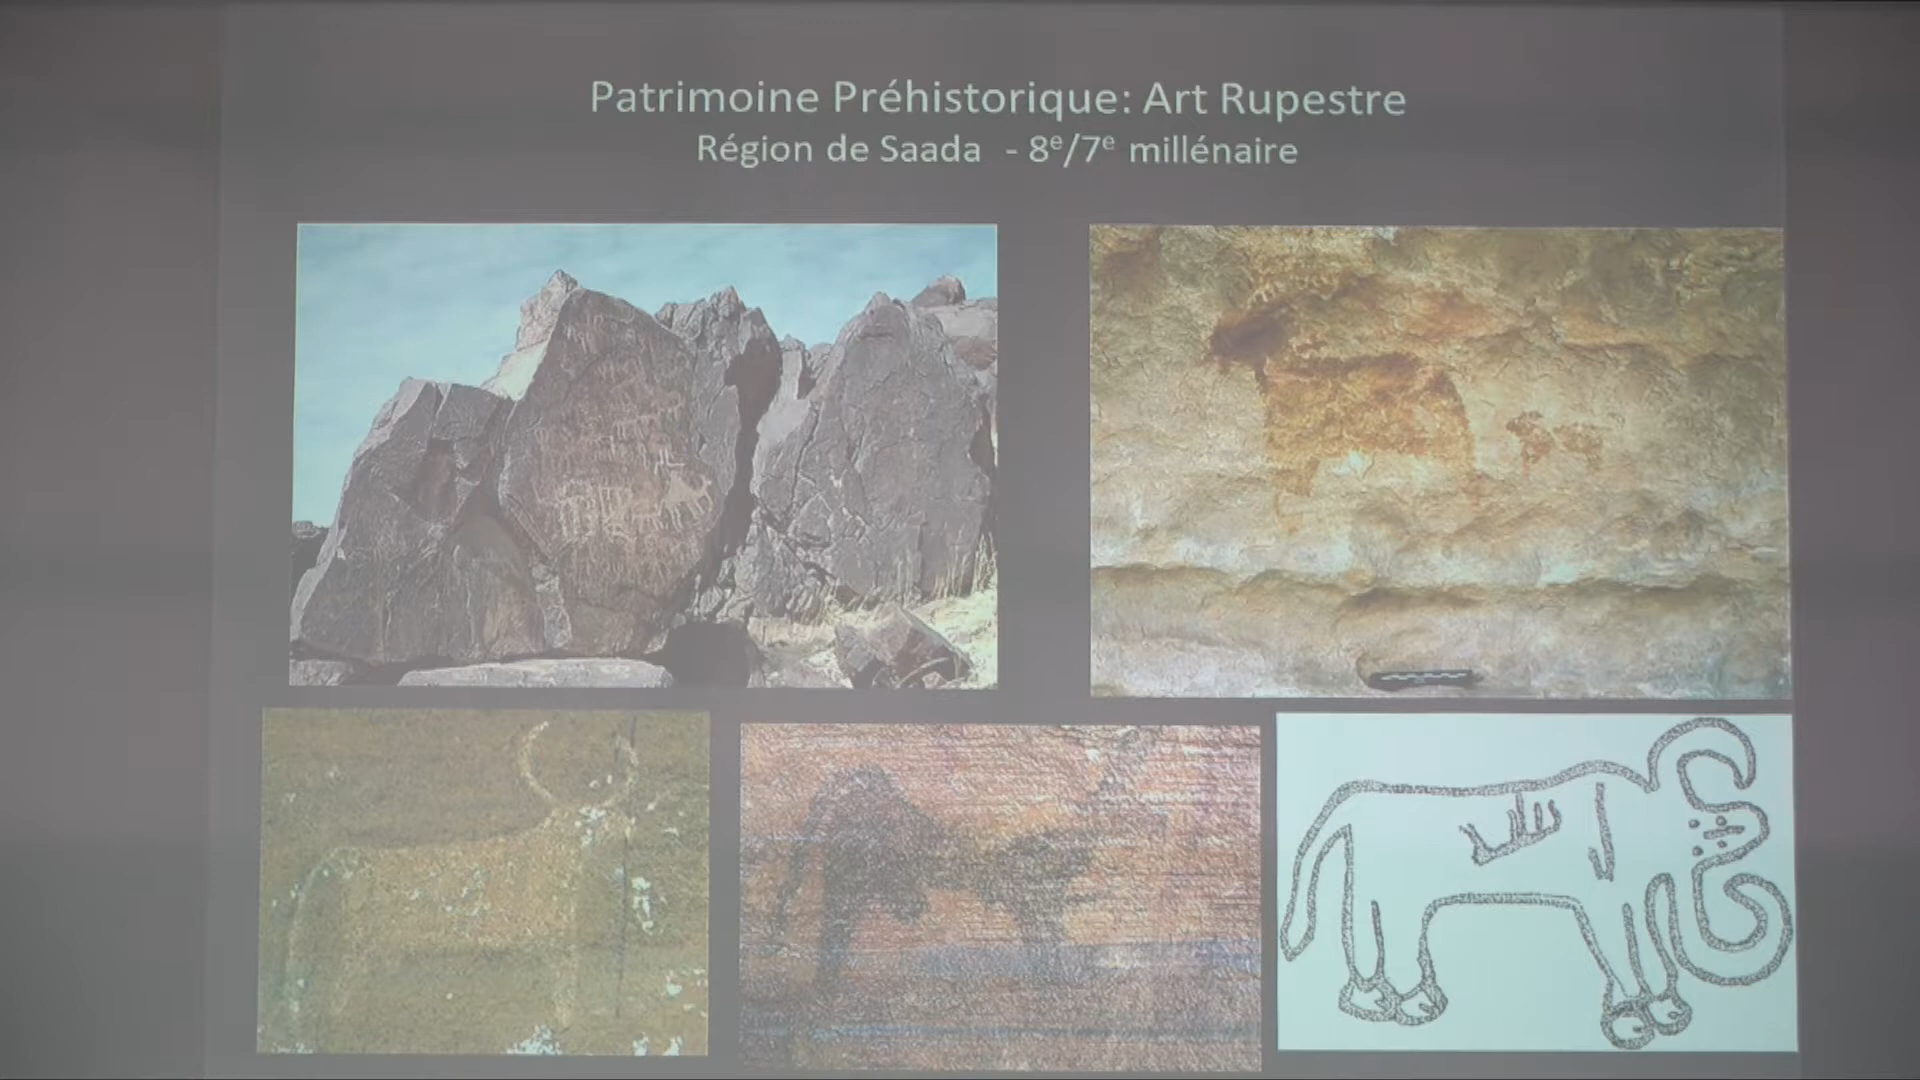 Patrimoine Préhistorique: Art Rupestre
Région de Saada - 8e/7e millénaire